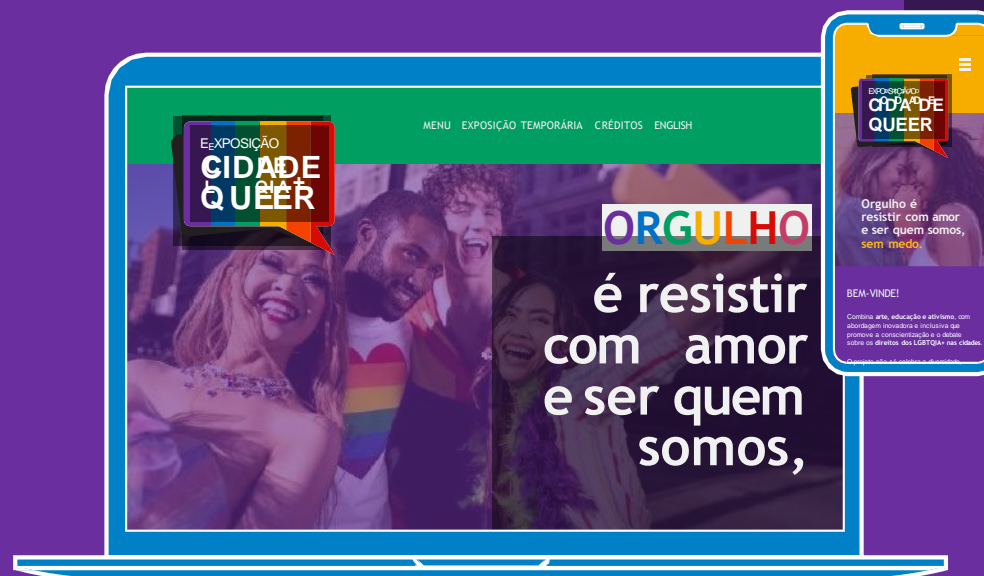 MENU EXPOSIÇÃO TEMPORÁRIA CRÉDITOS ENGLISH
EXPOSIÇÃO
CIDADE
QUEER
ORGULHO
é resistir
com amor
e ser quem
somos,
EXPOSIÇÃO
CIDADE
QUEER
Orgulho é
resistir com amor
e ser quem somos,
sem medo.
BEM-VINDE!
Combina arte, educação e ativismo, com
abordagem inovadora e inclusiva que
promove a conscientização e o debate
sobre os direitos dos LGBTQIA+ nas cidades.